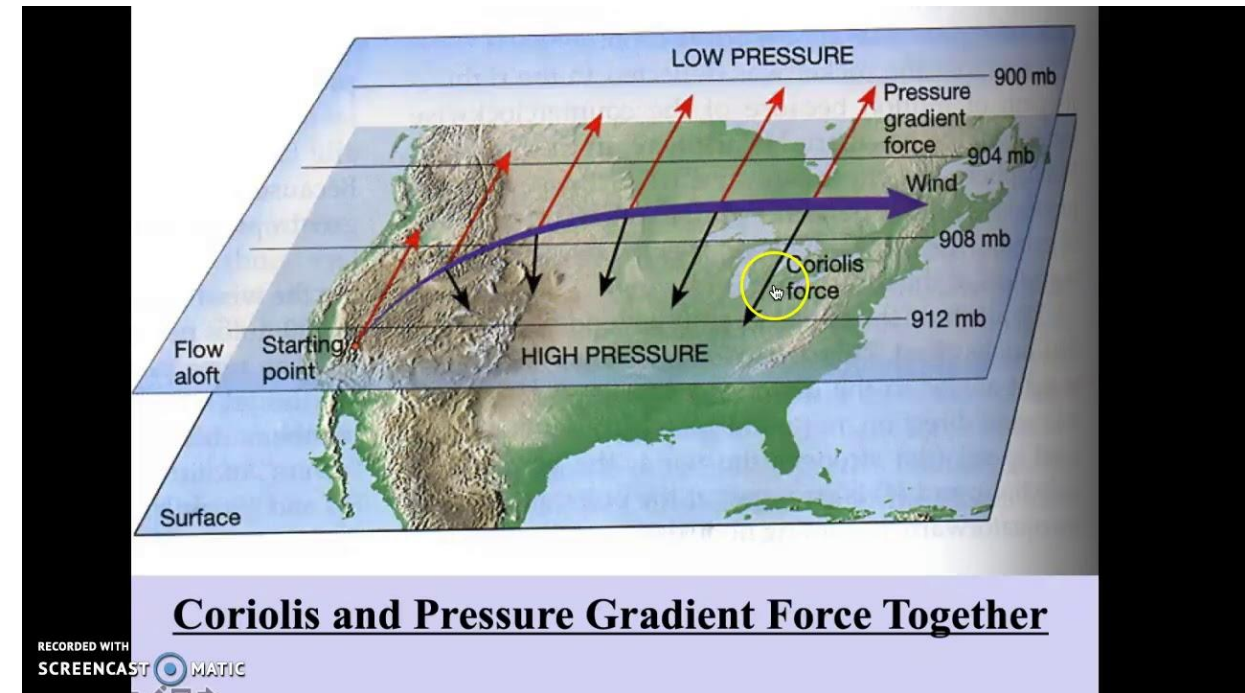 LOW PRESSURE
900 mb
Pressure
gradient
force
904 mb
Wind
908 mb
Coriolis
force
912 mb
Flow
aloft
Starting
point
HIGH PRESSURE
Surface
Coriolis and Pressure Gradient Force Together
RECORDED WITH
SCREENCAST MATIC